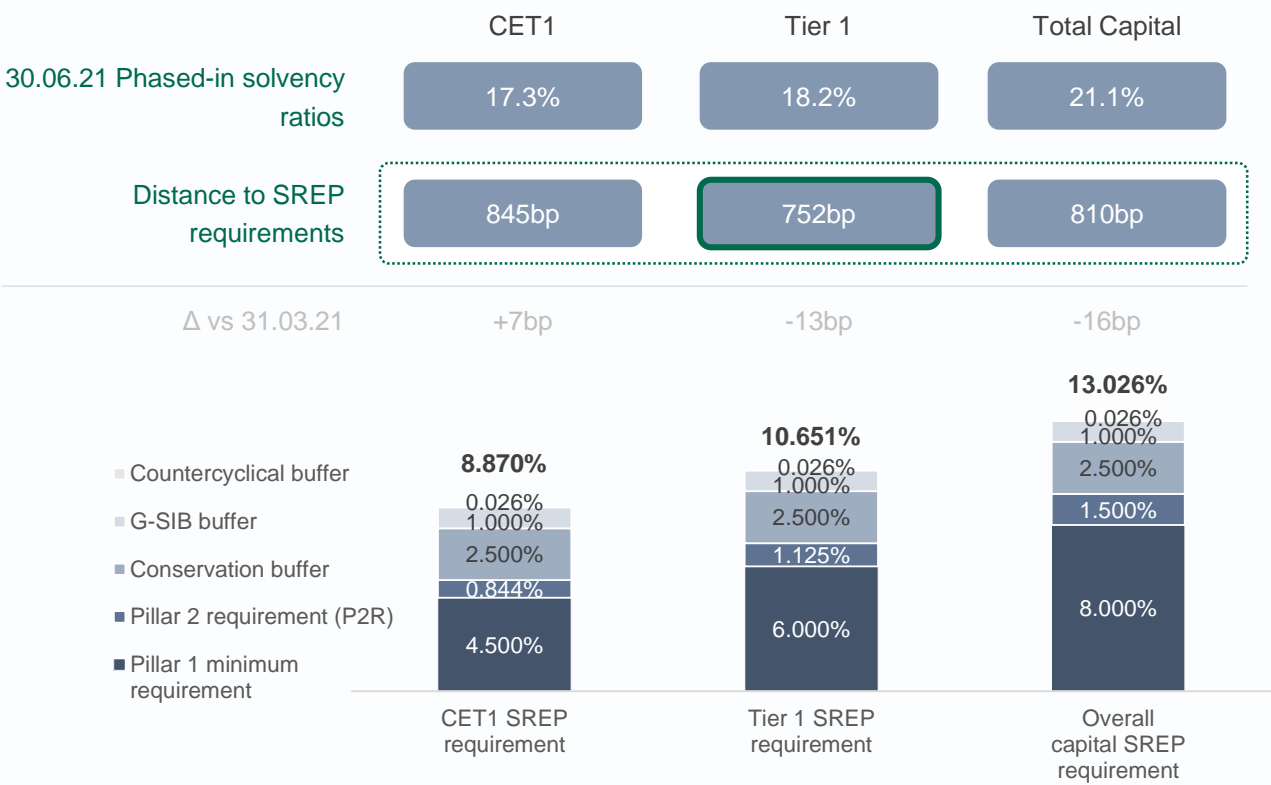 CET1 Tier 1 Total Capital
30.06.21 Phased-in solvency
ratios
17.3% 18.2% 21.1%
Distance to SREP
requirements
845bp 752bp 810bp
Δ vs 31.03.21 +7bp -13bp -16bp
Countercyclical buffer
G-SIB buffer
Conservation buffer
Pillar 2 requirement (P2R)
Pillar 1 minimum
requirement
8.870%
0.026%
1.000%
2.500%
0.844%
4.500%
CET1 SREP
requirement
10.651%
0.026%
1.000%
2.500%
1.125%
6.000%
Tier 1 SREP
requirement
13.026%
0.026%
1.000%
2.500%
1.500%
8.000%
Overall
capital SREP
requirement